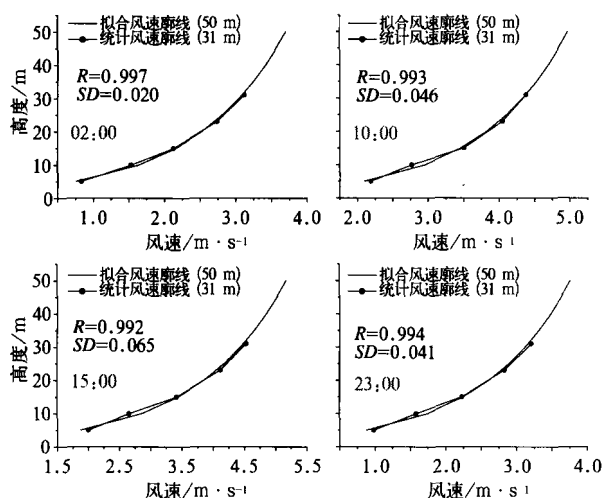 拟合风速廓线 (50 m)
统计风速廓线 (31 m)
R=0.997
SD=0.020
02:00
高度/m
50
40
30
20
10
0
1.0 2.0 3.0 4.0
风速/m · s⁻¹
拟合风速廓线 (50 m)
统计风速廓线 (31 m)
R=0.993
SD=0.046
10:00
2.0 3.0 4.0 5.0
风速/m · s⁻¹
拟合风速廓线 (50 m)
统计风速廓线 (31 m)
R=0.992
SD=0.065
15:00
高度/m
50
40
30
20
10
0
1.5 2.5 3.5 4.5 5.5
风速/m · s⁻¹
拟合风速廓线 (50 m)
统计风速廓线 (31 m)
R=0.994
SD=0.041
23:00
1.0 2.0 3.0 4.0
风速/m · s⁻¹